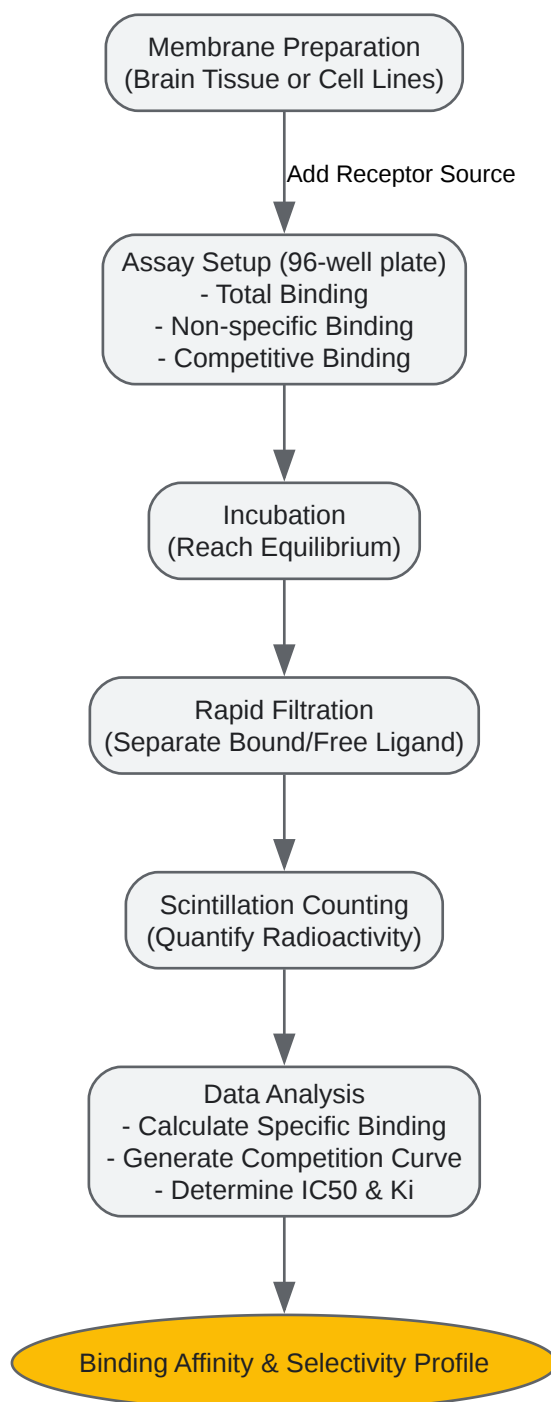 Membrane Preparation
(Brain Tissue or Cell Lines)
Add Receptor Source
Assay Setup (96-well plate)
- Total Binding
- Non-specific Binding
- Competitive Binding
Incubation
(Reach Equilibrium)
Rapid Filtration
(Separate Bound/Free Ligand)
Scintillation Counting
(Quantify Radioactivity)
Data Analysis
- Calculate Specific Binding
- Generate Competition Curve
- Determine IC50 & Ki
Binding Affinity & Selectivity Profile